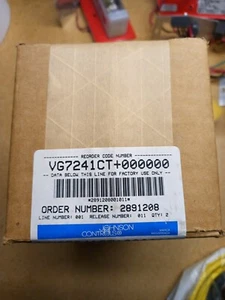 REORDER CODE NUMBER
VG7241CT+000000
-- DATA BELOW THIS LINE FOR FACTORY USE ONLY --
*2891208001011*
ORDER NUMBER: 2891208
LINE NUMBER: 001 RELEASE NUMBER: 011 QTY: 2
JOHNSON
CONTROLS